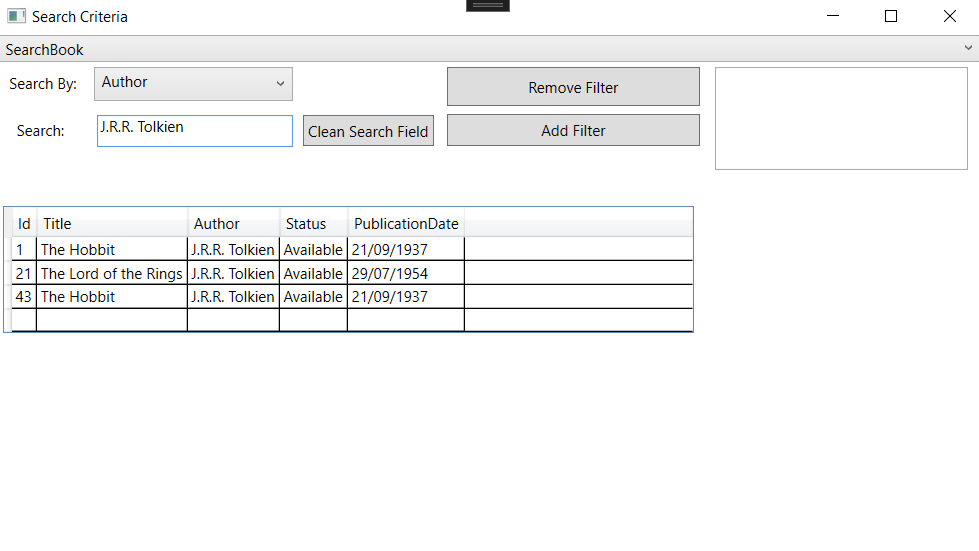 Search Criteria
SearchBook
Search By: Author Remove Filter
Search: J.R.R. Tolkien Clean Search Field Add Filter
Id Title Author Status PublicationDate
1 The Hobbit J.R.R. Tolkien Available 21/09/1937
21 The Lord of the Rings J.R.R. Tolkien Available 29/07/1954
43 The Hobbit J.R.R. Tolkien Available 21/09/1937